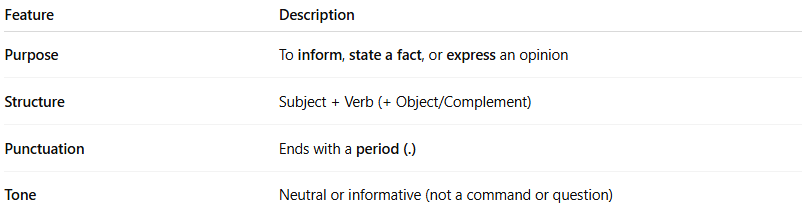 Feature Description
Purpose To inform, state a fact, or express an opinion
Structure Subject + Verb (+ Object/Complement)
Punctuation Ends with a period (.)
Tone Neutral or informative (not a command or question)